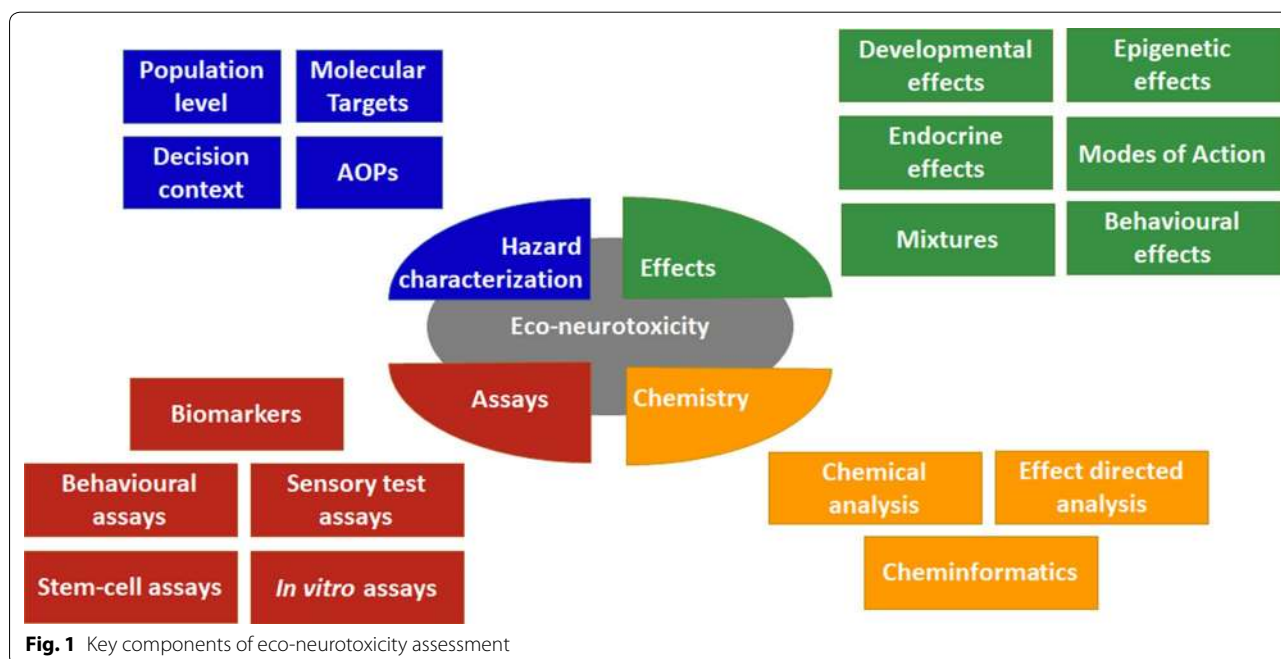 Population
level
Molecular
Targets
Decision
context
AOPs
Developmental
effects
Epigenetic
effects
Endocrine
effects
Modes of Action
Mixtures
Behavioural
effects
Hazard
characterization
Effects
Eco-neurotoxicity
Assays
Chemistry
Biomarkers
Behavioural
assays
Sensory test
assays
Stem-cell assays
In vitro assays
Chemical
analysis
Effect directed
analysis
Cheminformatics
Fig. 1 Key components of eco-neurotoxicity assessment